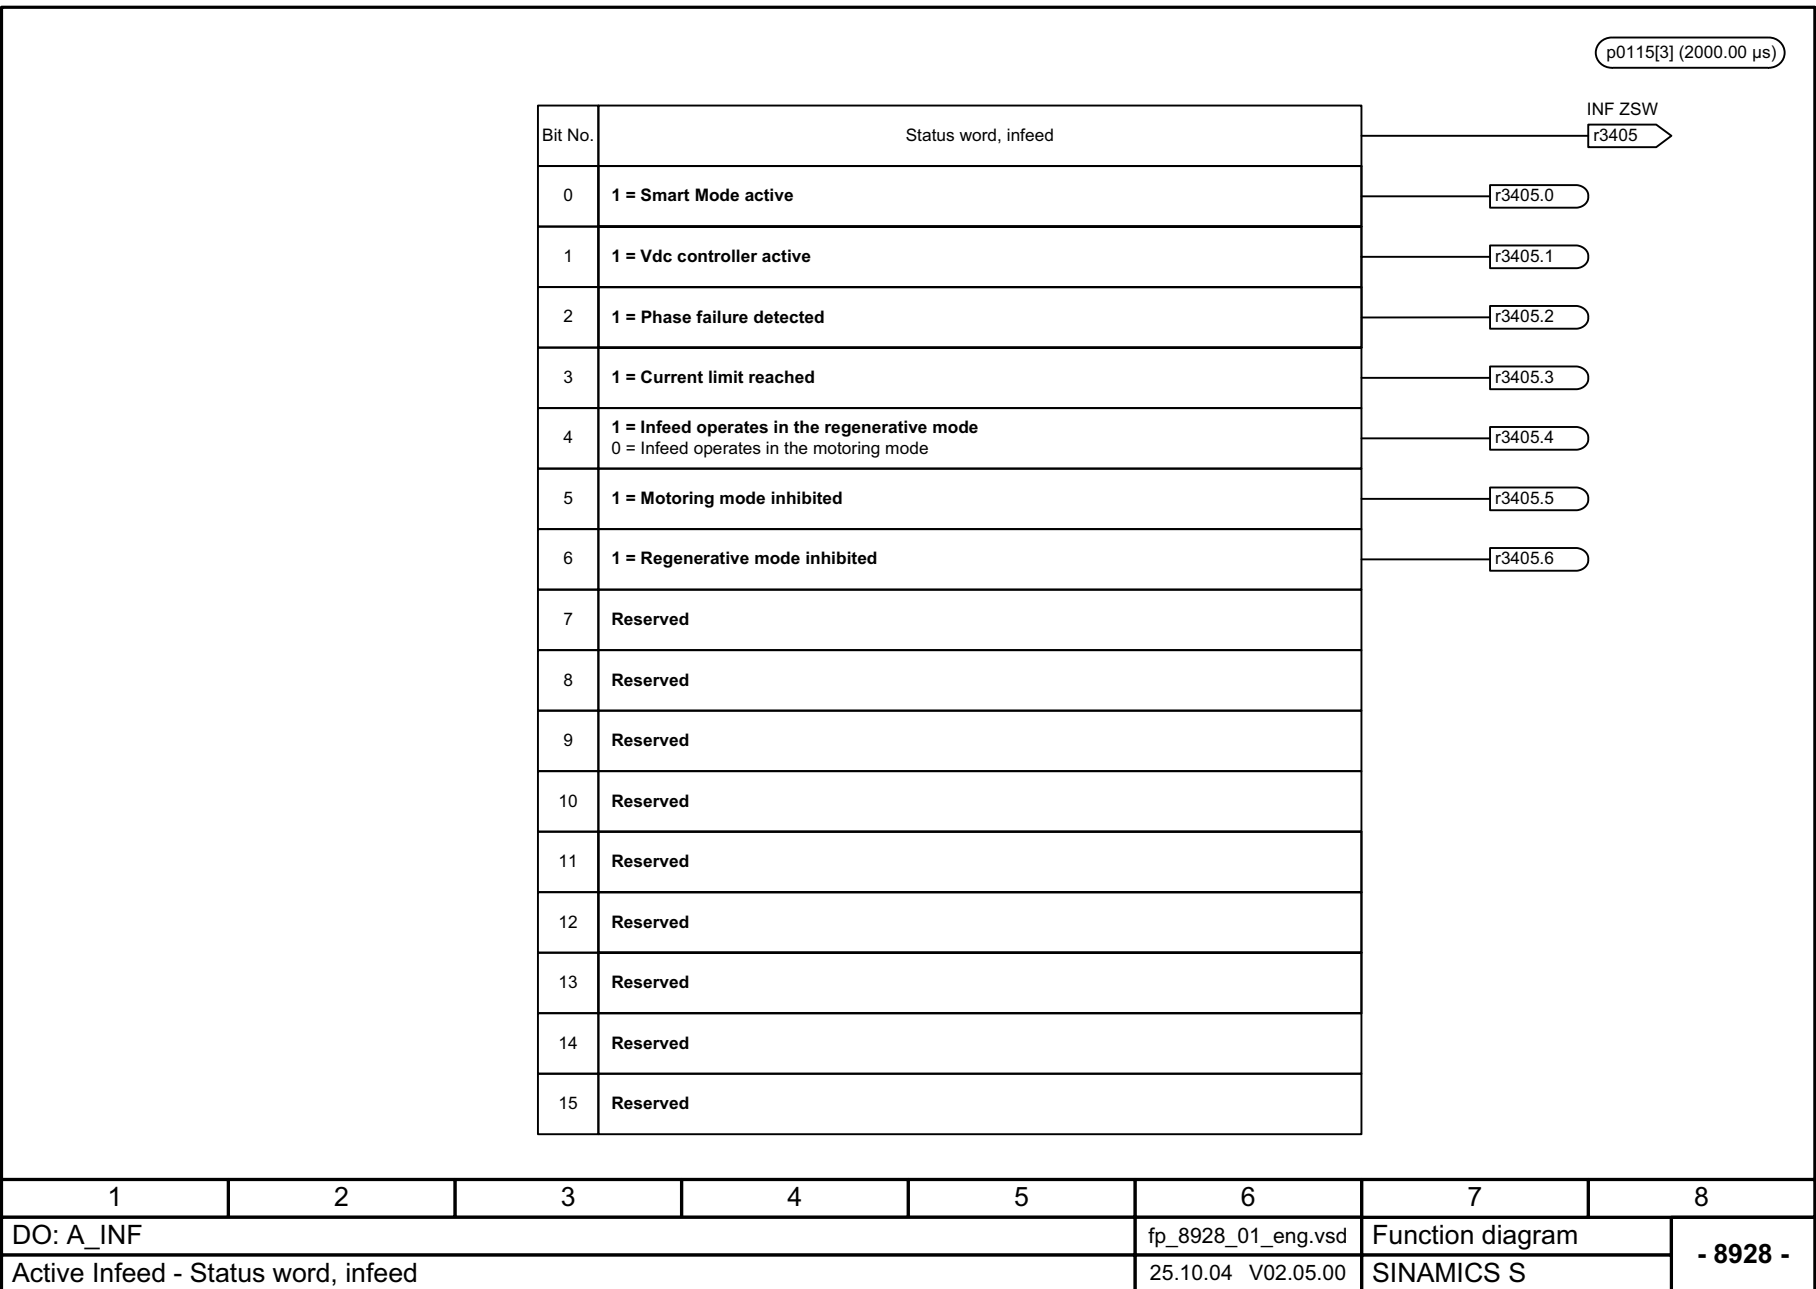 p0115[3] (2000.00 µs)
INF ZSW
Bit No. Status word, infeed r3405
0 1 = Smart Mode active r3405.0
1 1 = Vdc controller active r3405.1
2 1 = Phase failure detected r3405.2
3 1 = Current limit reached r3405.3
4 1 = Infeed operates in the regenerative mode
0 = Infeed operates in the motoring mode r3405.4
5 1 = Motoring mode inhibited r3405.5
6 1 = Regenerative mode inhibited r3405.6
7 Reserved
8 Reserved
9 Reserved
10 Reserved
11 Reserved
12 Reserved
13 Reserved
14 Reserved
15 Reserved
1 2 3 4 5 6 7 8
DO: A_INF fp_8928_01_eng.vsd Function diagram
- 8928 -
Active Infeed - Status word, infeed 25.10.04 V02.05.00 SINAMICS S